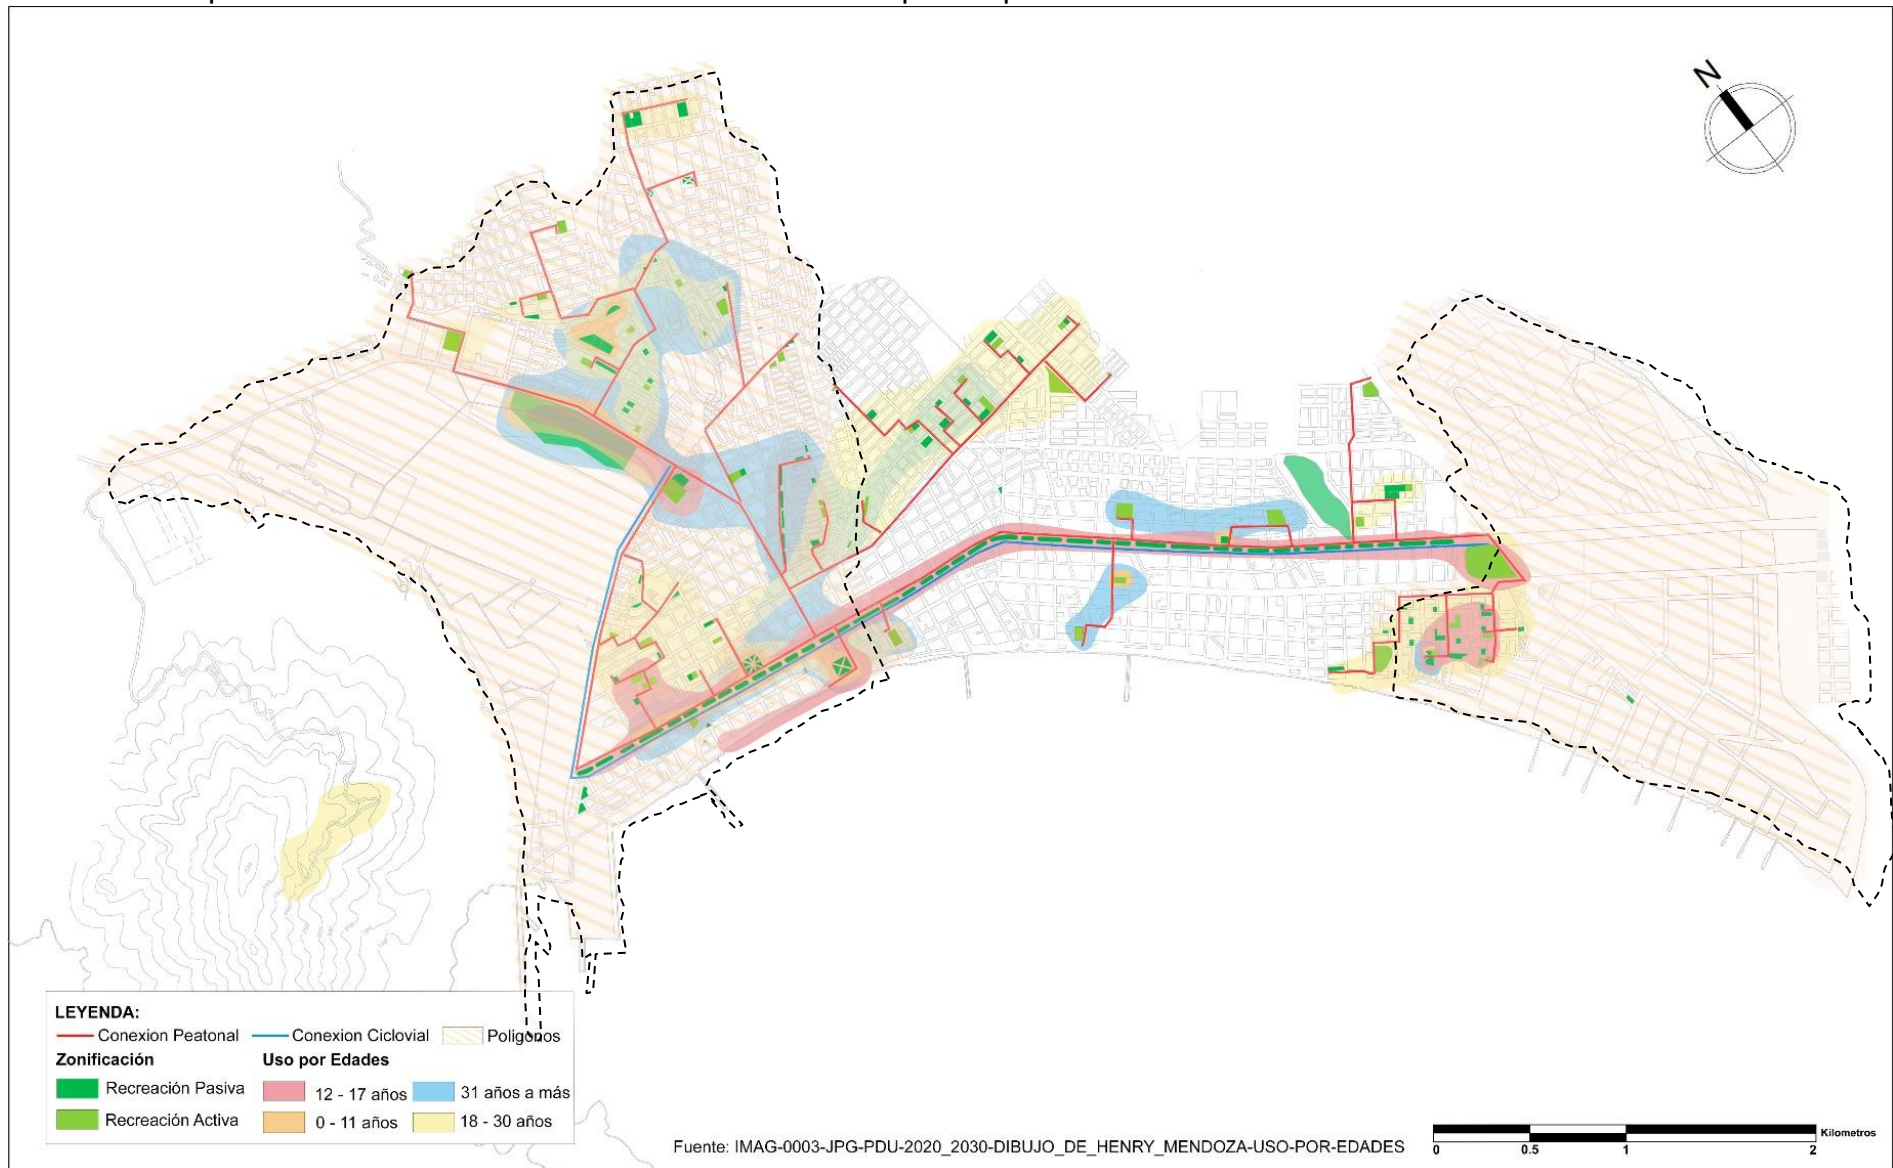 N
LEYENDA:
Conexion Peatonal
Conexion Ciclovial
Poligonos
Zonificación
Uso por Edades
Recreación Pasiva
12 - 17 años
31 años a más
Recreación Activa
0 - 11 años
18 - 30 años
Fuente: IMAG-0003-JPG-PDU-2020_2030-DIBUJO_DE_HENRY_MENDOZA-USO-POR-EDADES
Kilometros
0 0.5 1 2